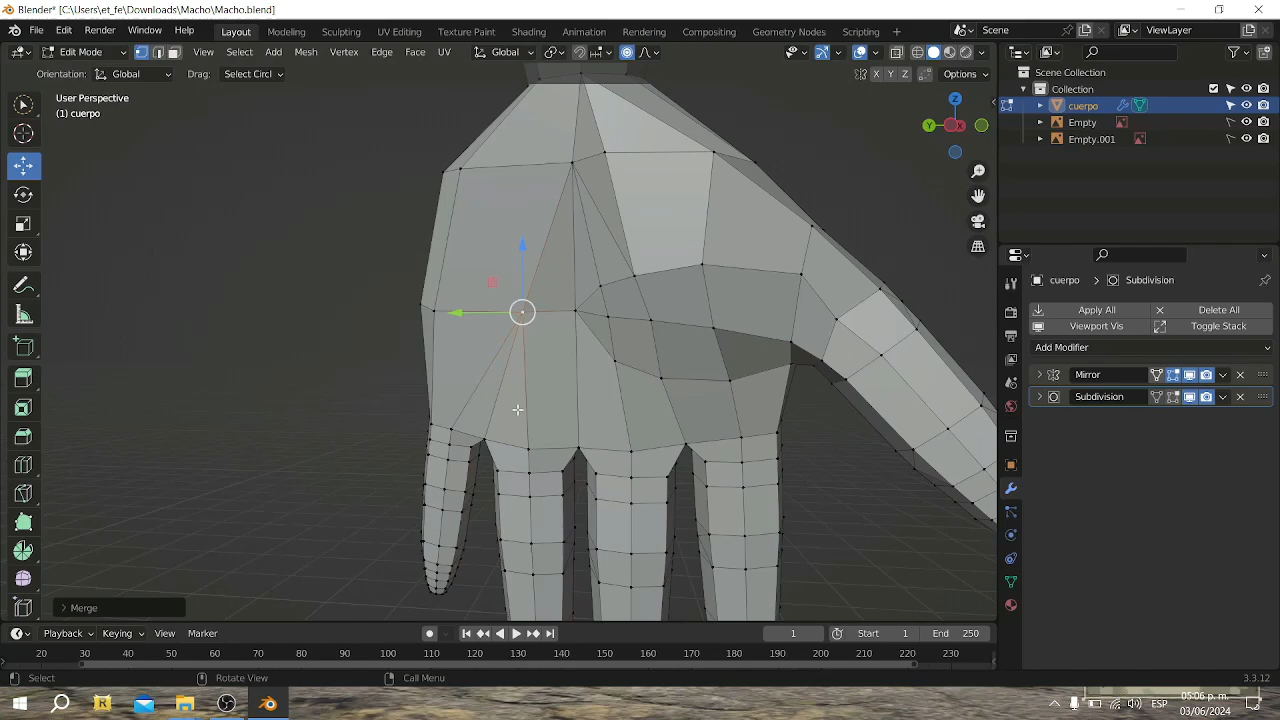 Blender* [C:\Users\et_fe\Downloads\Macho\Macho.blend]
File Edit Render Window Help Layout Modeling Sculpting UV Editing Texture Paint Shading Animation Rendering Compositing Geometry Nodes Scripting Scene ViewLayer
Edit Mode View Select Add Mesh Vertex Edge Face UV Global
Orientation: Global Drag: Select Circl X Y Z Options
Scene Collection
Collection
cuerpo
Empty
Empty.001
User Perspective
(1) cuerpo
Z
Y X
cuerpo > Subdivision
Apply All Delete All
Viewport Vis Toggle Stack
Add Modifier
Mirror
Subdivision
> Merge
Playback Keying View Marker 1 Start 1 End 250
20 30 40 50 60 70 80 90 100 110 120 130 140 150 160 170 180 190 200 210 220 230
Select Rotate View Call Menu 3.3.12
ESP 05:06 p. m.
03/06/2024